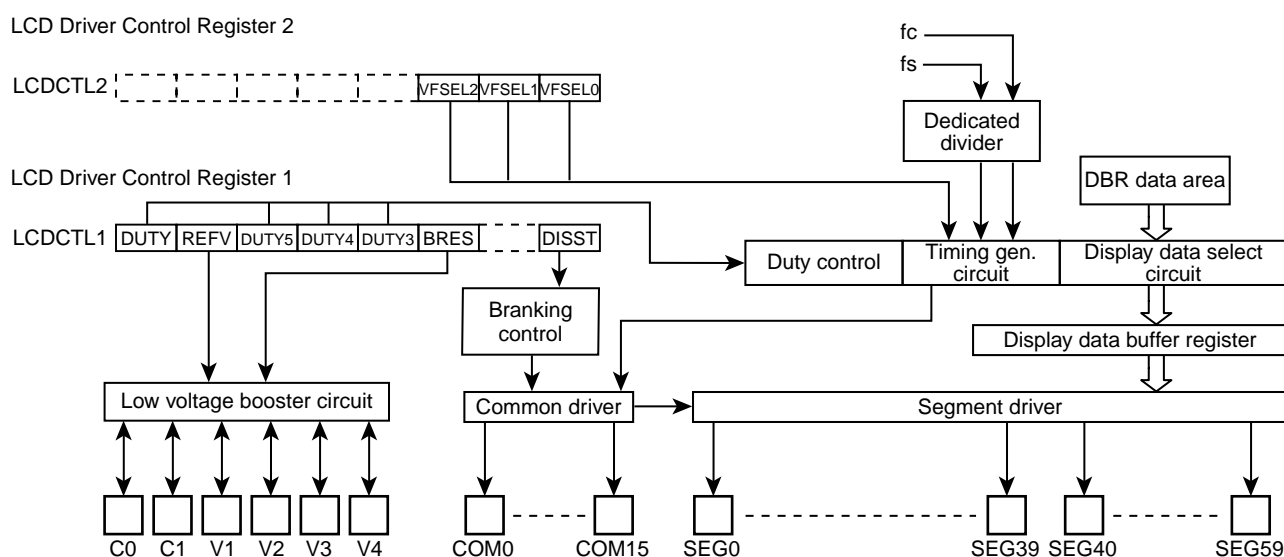 LCD Driver Control Register 2
fc
fs
LCDCTL2
VFSEL2 VFSEL1 VFSEL0
Dedicated
divider
LCD Driver Control Register 1
DBR data area
LCDCTL1
DUTY REFV DUTY5 DUTY4 DUTY3 BRES DISST
Duty control
Timing gen.
circuit
Display data select
circuit
Branking
control
Display data buffer register
Low voltage booster circuit
Common driver
Segment driver
C0 C1 V1 V2 V3 V4 COM0 COM15 SEG0 SEG39 SEG40 SEG59